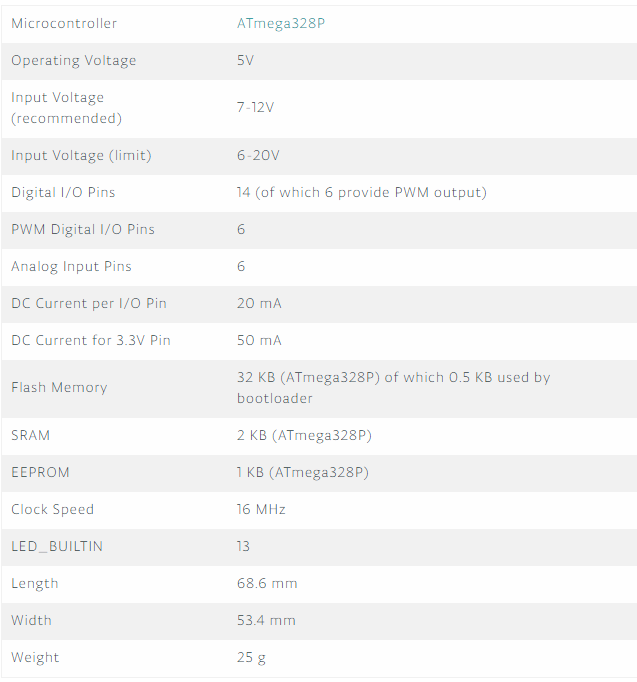 Microcontroller ATmega328P
Operating Voltage 5V
Input Voltage
(recommended) 7-12V
Input Voltage (limit) 6-20V
Digital I/O Pins 14 (of which 6 provide PWM output)
PWM Digital I/O Pins 6
Analog Input Pins 6
DC Current per I/O Pin 20 mA
DC Current for 3.3V Pin 50 mA
Flash Memory 32 KB (ATmega328P) of which 0.5 KB used by
bootloader
SRAM 2 KB (ATmega328P)
EEPROM 1 KB (ATmega328P)
Clock Speed 16 MHz
LED_BUILTIN 13
Length 68.6 mm
Width 53.4 mm
Weight 25 g